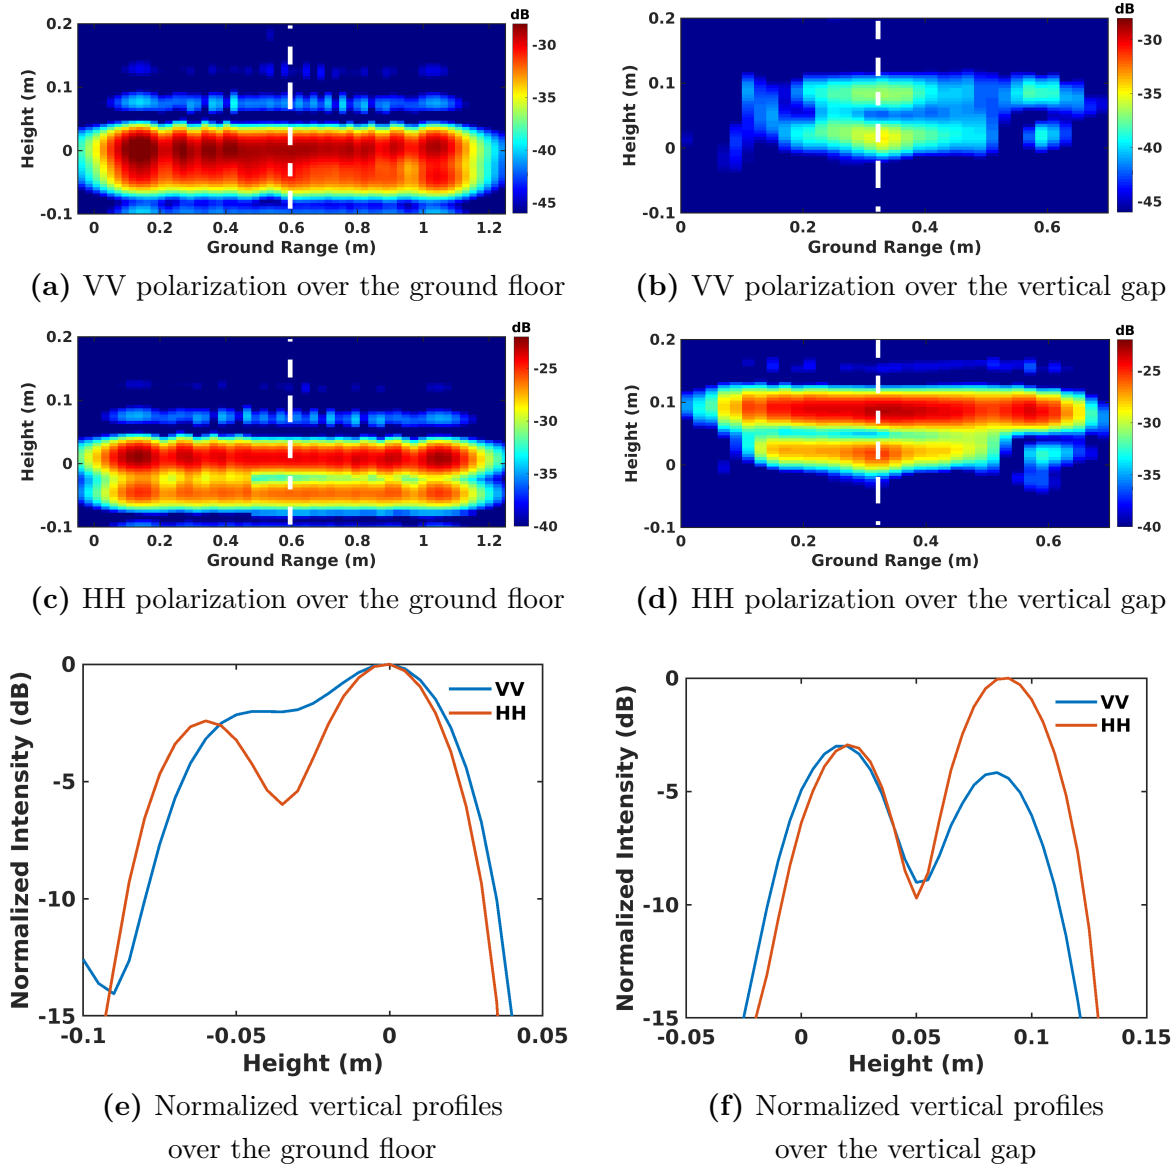 dB
0.2
0.1
0
-0.1
Height (m)
0 0.2 0.4 0.6 0.8 1 1.2
Ground Range (m)
-30
-35
-40
-45
(a) VV polarization over the ground floor
dB
0.2
0.1
0
-0.1
Height (m)
0 0.2 0.4 0.6
Ground Range (m)
-30
-35
-40
-45
(b) VV polarization over the vertical gap
dB
0.2
0.1
0
-0.1
Height (m)
0 0.2 0.4 0.6 0.8 1 1.2
Ground Range (m)
-25
-30
-35
-40
(c) HH polarization over the ground floor
dB
0.2
0.1
0
-0.1
Height (m)
0 0.2 0.4 0.6
Ground Range (m)
-25
-30
-35
-40
(d) HH polarization over the vertical gap
0
-5
-10
-15
Normalized Intensity (dB)
VV
HH
-0.1 -0.05 0 0.05
Height (m)
(e) Normalized vertical profiles
over the ground floor
0
-5
-10
-15
Normalized Intensity (dB)
VV
HH
-0.05 0 0.05 0.1 0.15
Height (m)
(f) Normalized vertical profiles
over the vertical gap